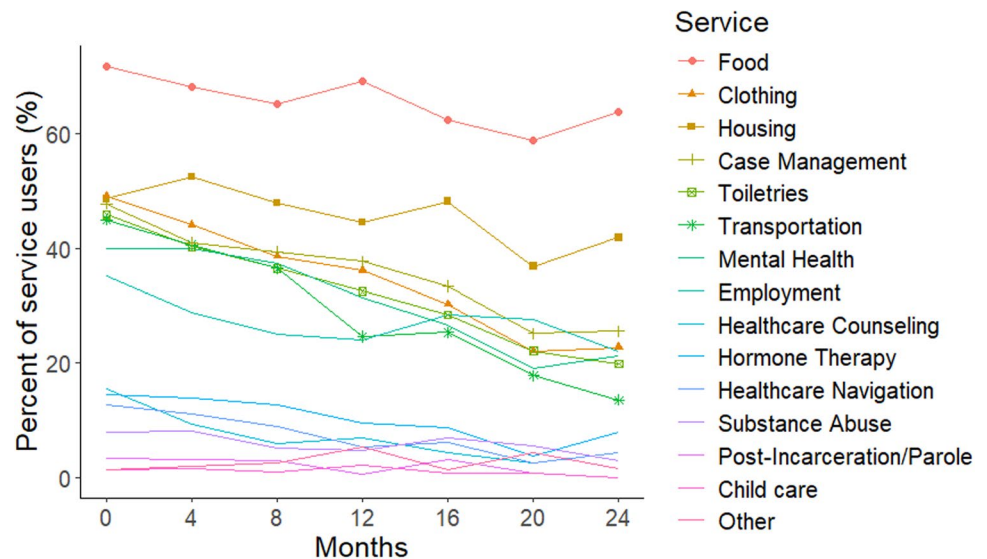 Service
Food
Clothing
Housing
Case Management
Toiletries
Transportation
Mental Health
Employment
Healthcare Counseling
Hormone Therapy
Healthcare Navigation
Substance Abuse
Post-Incarceration/Parole
Child care
Other
Percent of service users (%)
60
40
20
0
0 4 8 12 16 20 24
Months